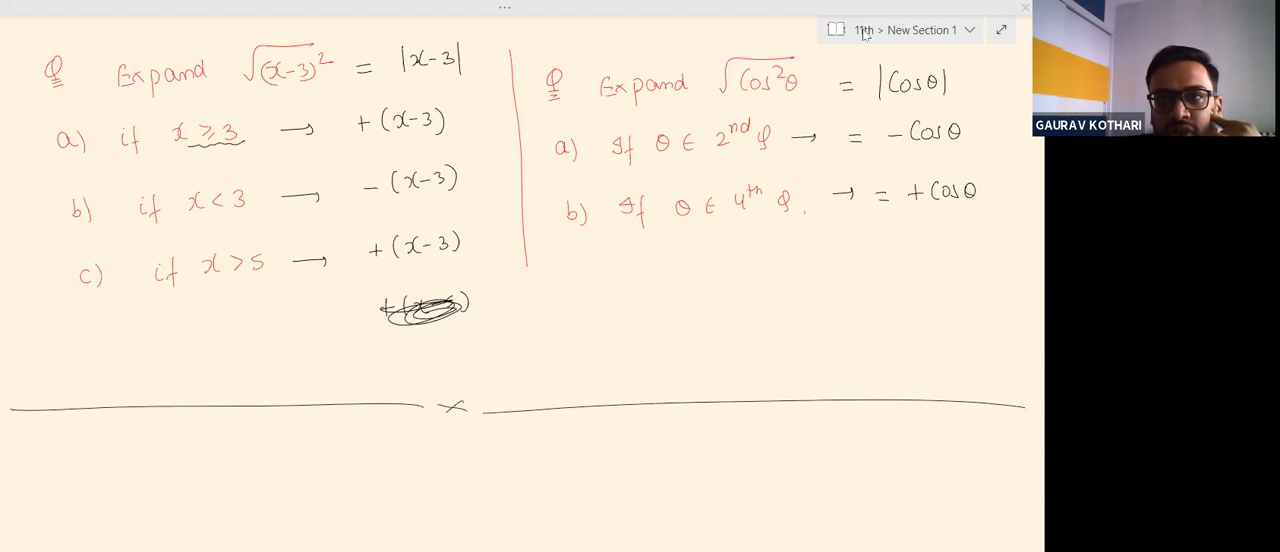 11th > New Section 1
GAURAV KOTHARI
Q Expand √(x-3)² = |x-3|
a) if x ≥ 3 → +(x-3)
b) if x < 3 → -(x-3)
c) if x > 5 → +(x-3)
Q Expand √Cos²θ = |Cosθ|
a) If θ ∈ 2nd Q → = -Cosθ
b) If θ ∈ 4th Q. → = +Cosθ